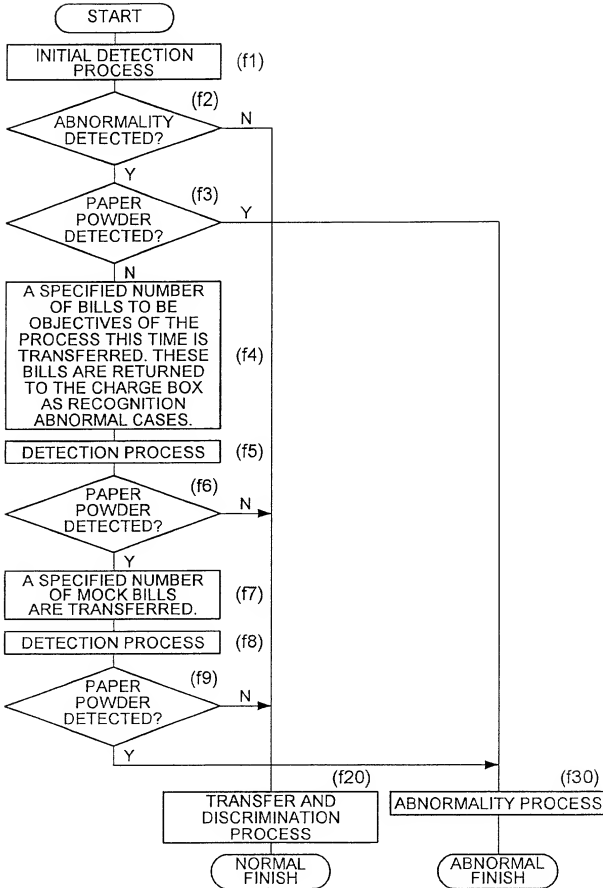 START
INITIAL DETECTION
PROCESS
(f1)
(f2)
ABNORMALITY
DETECTED?
N
Y
(f3)
PAPER
POWDER
DETECTED?
Y
N
A SPECIFIED NUMBER
OF BILLS TO BE
OBJECTIVES OF THE
PROCESS THIS TIME IS
TRANSFERRED. THESE
BILLS ARE RETURNED
TO THE CHARGE BOX
AS RECOGNITION
ABNORMAL CASES.
(f4)
DETECTION PROCESS
(f5)
(f6)
PAPER
POWDER
DETECTED?
N
Y
A SPECIFIED NUMBER
OF MOCK BILLS
ARE TRANSFERRED.
(f7)
DETECTION PROCESS
(f8)
(f9)
PAPER
POWDER
DETECTED?
N
Y
(f20)
TRANSFER AND
DISCRIMINATION
PROCESS
(f30)
ABNORMALITY PROCESS
NORMAL
FINISH
ABNORMAL
FINISH